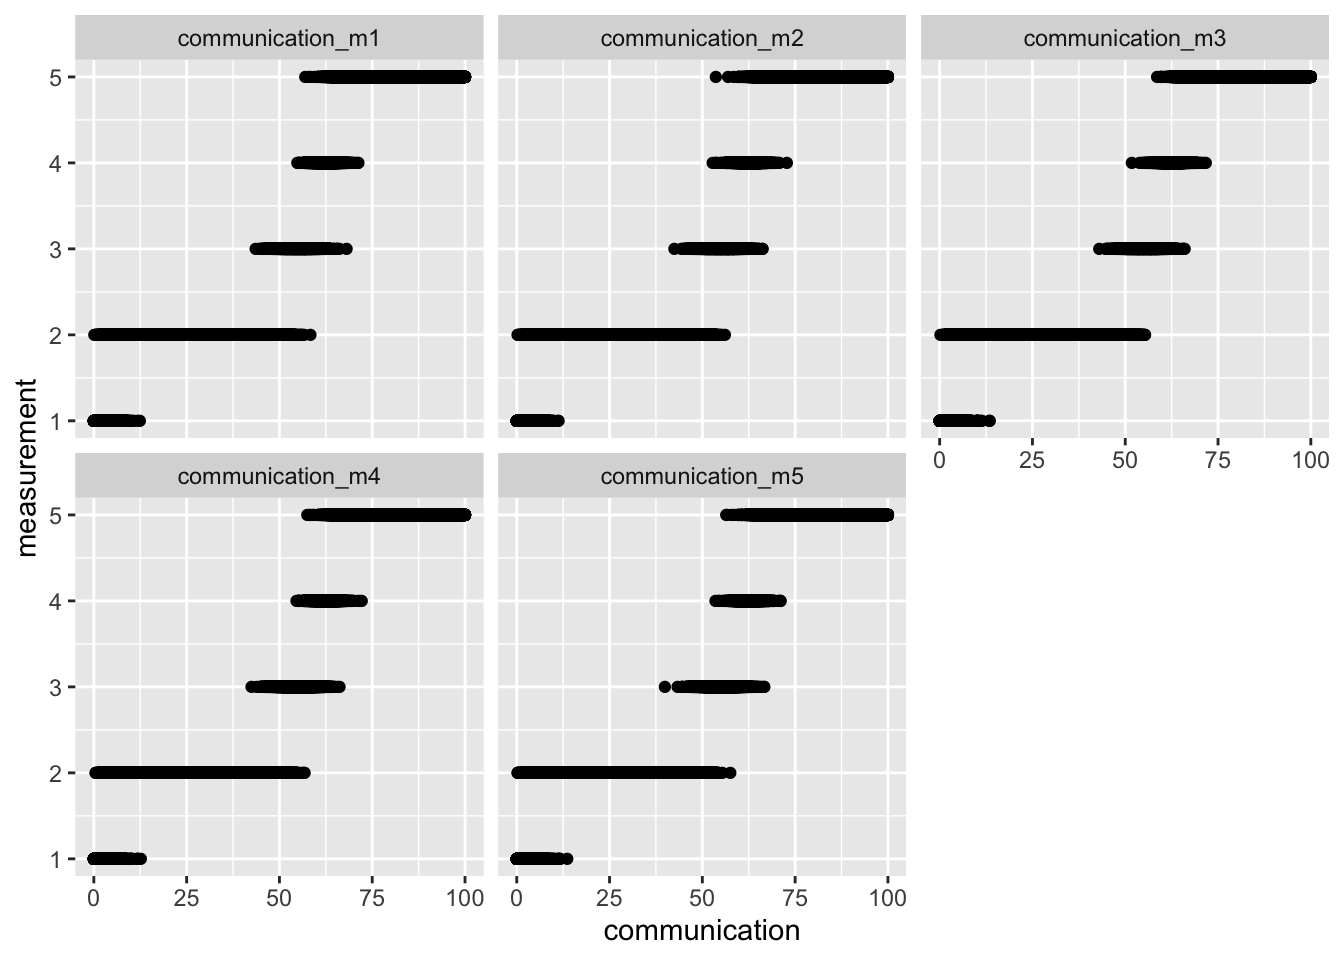 communication_m1 communication_m2 communication_m3
5
4
3
2
1
0 25 50 75 100
communication_m4 communication_m5
5
4
3
2
1
0 25 50 75 100 0 25 50 75 100
measurement
communication